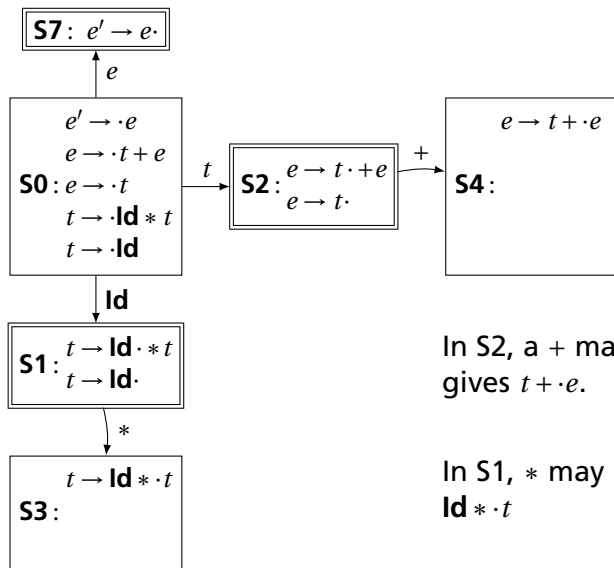 S7: e′ → e·
e
e′ → ·e
e → ·t + e
S0: e → ·t
t → ·Id ∗ t
t → ·Id
t
S2: e → t · +e
e → t·
+
e → t + ·e
S4:
Id
S1: t → Id · ∗ t
t → Id·
∗
t → Id ∗ · t
S3:
In S2, a + ma
gives t + ·e.
In S1, ∗ may
Id ∗ · t